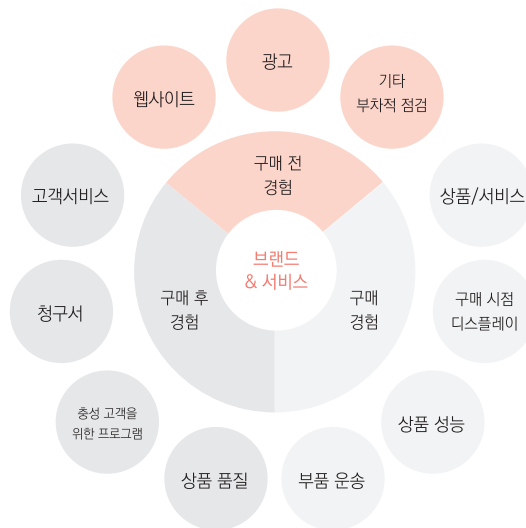 광고
웹사이트
기타
부차적 점검
구매 전
경험
고객서비스
상품/서비스
브랜드
& 서비스
구매 후
경험
구매
경험
청구서
구매 시점
디스플레이
충성 고객을
위한 프로그램
상품 성능
상품 품질
부품 운송